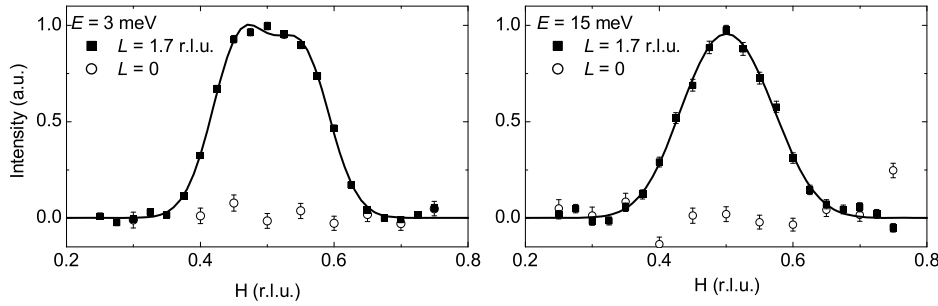 E = 3 meV
L = 1.7 r.l.u.
L = 0
1.0
0.5
0.0
Intensity (a.u.)
0.2 0.4 0.6 0.8
H (r.l.u.)
E = 15 meV
L = 1.7 r.l.u.
L = 0
1.0
0.5
0.0
0.2 0.4 0.6 0.8
H (r.l.u.)